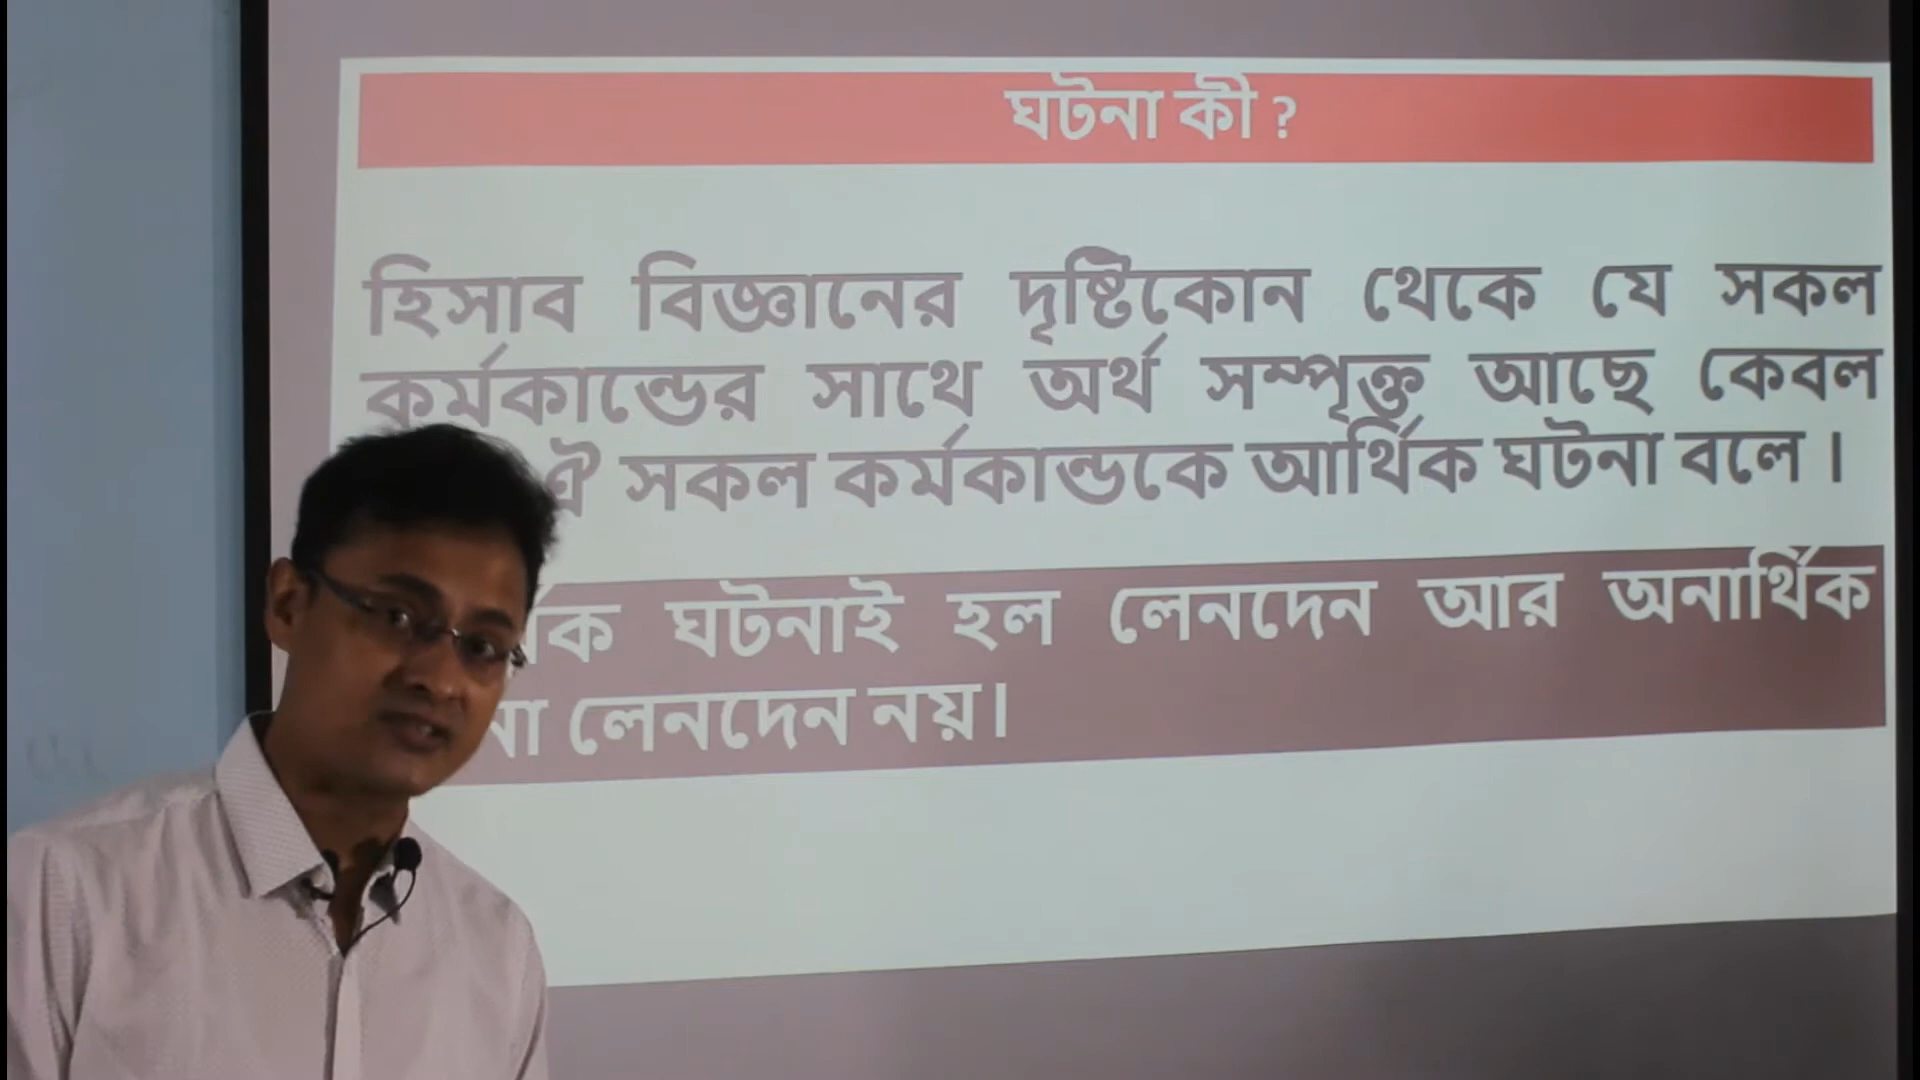 ঘটনা কী ?
হিসাব বিজ্ঞানের দৃষ্টিকোন থেকে যে সকল
কর্মকান্ডের সাথে অর্থ সম্পৃক্ত আছে কেবল
ঐ সকল কর্মকান্ডকে আর্থিক ঘটনা বলে ।
ঘটনাই হল লেনদেন আর অনার্থিক
লেনদেন নয়।